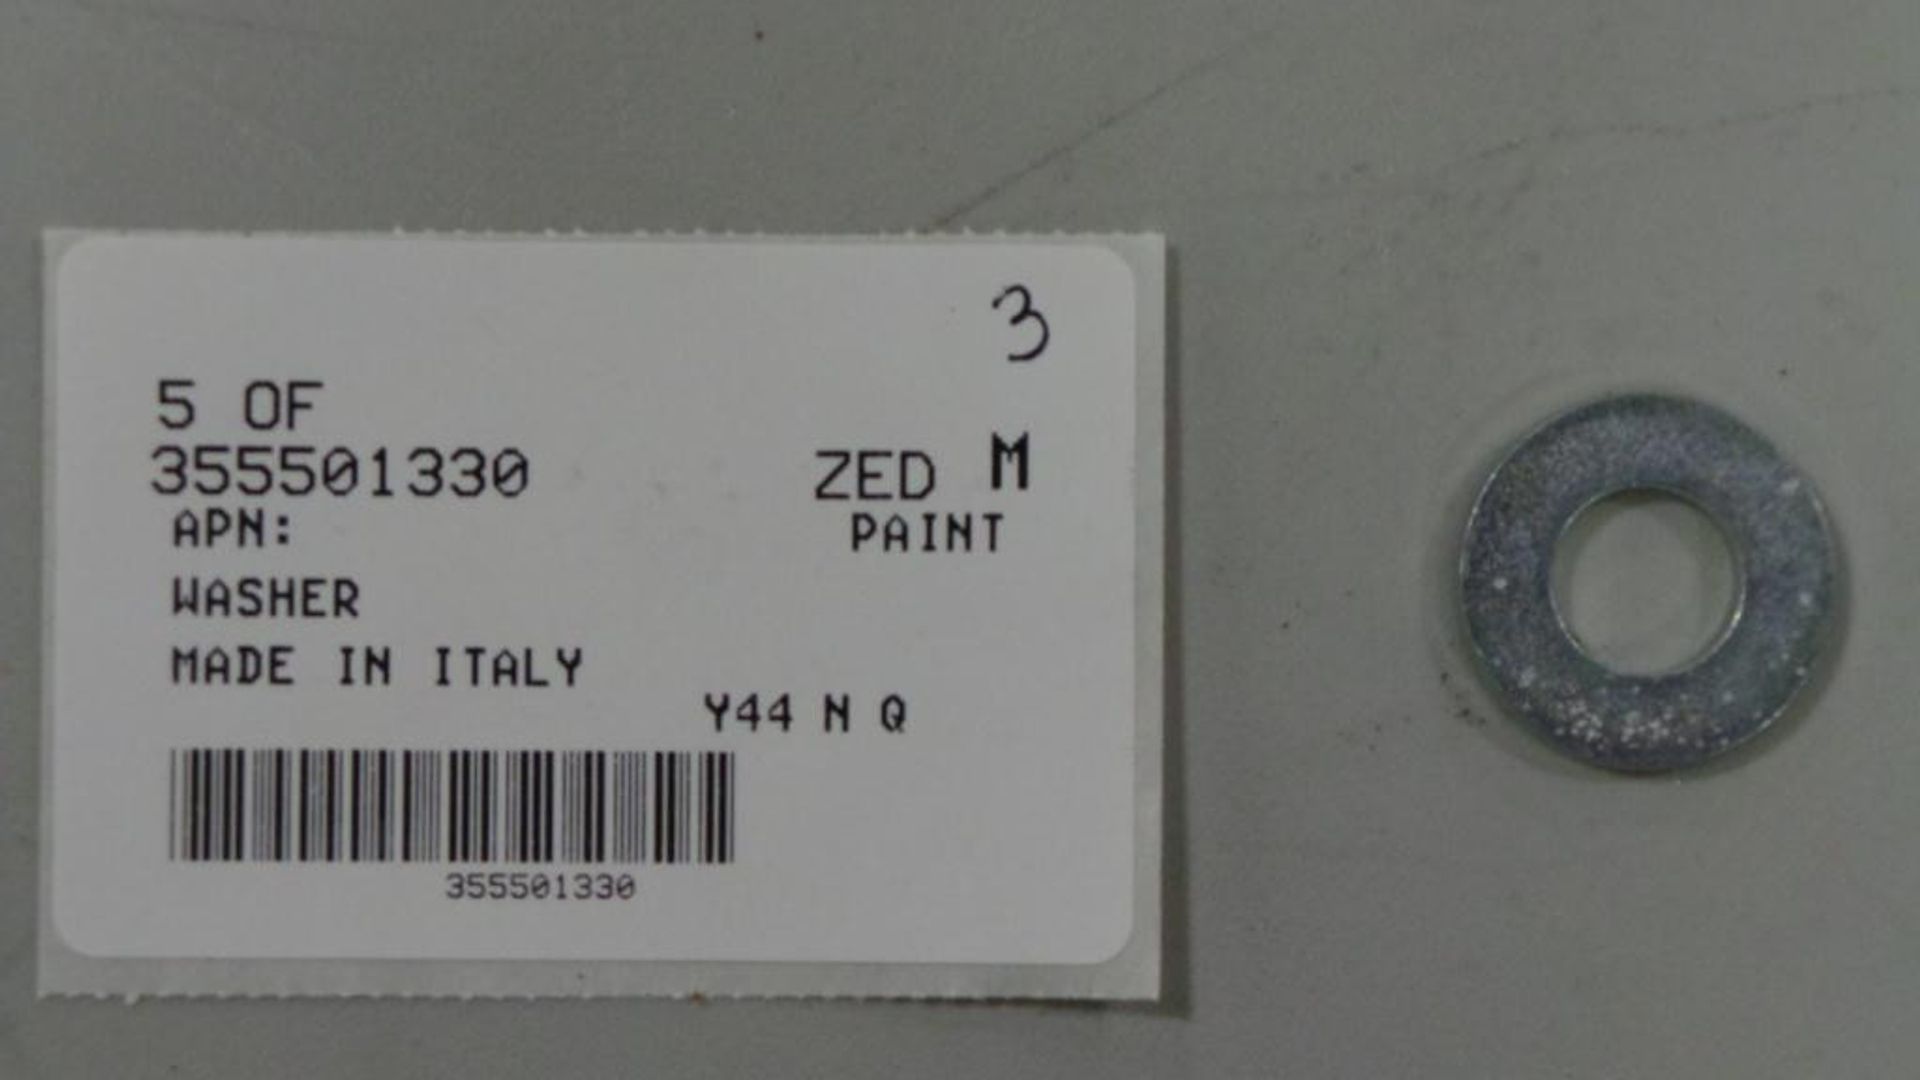 3
5 OF
355501330 ZED M
APN: PAINT
WASHER
MADE IN ITALY
Y44 N Q
355501330